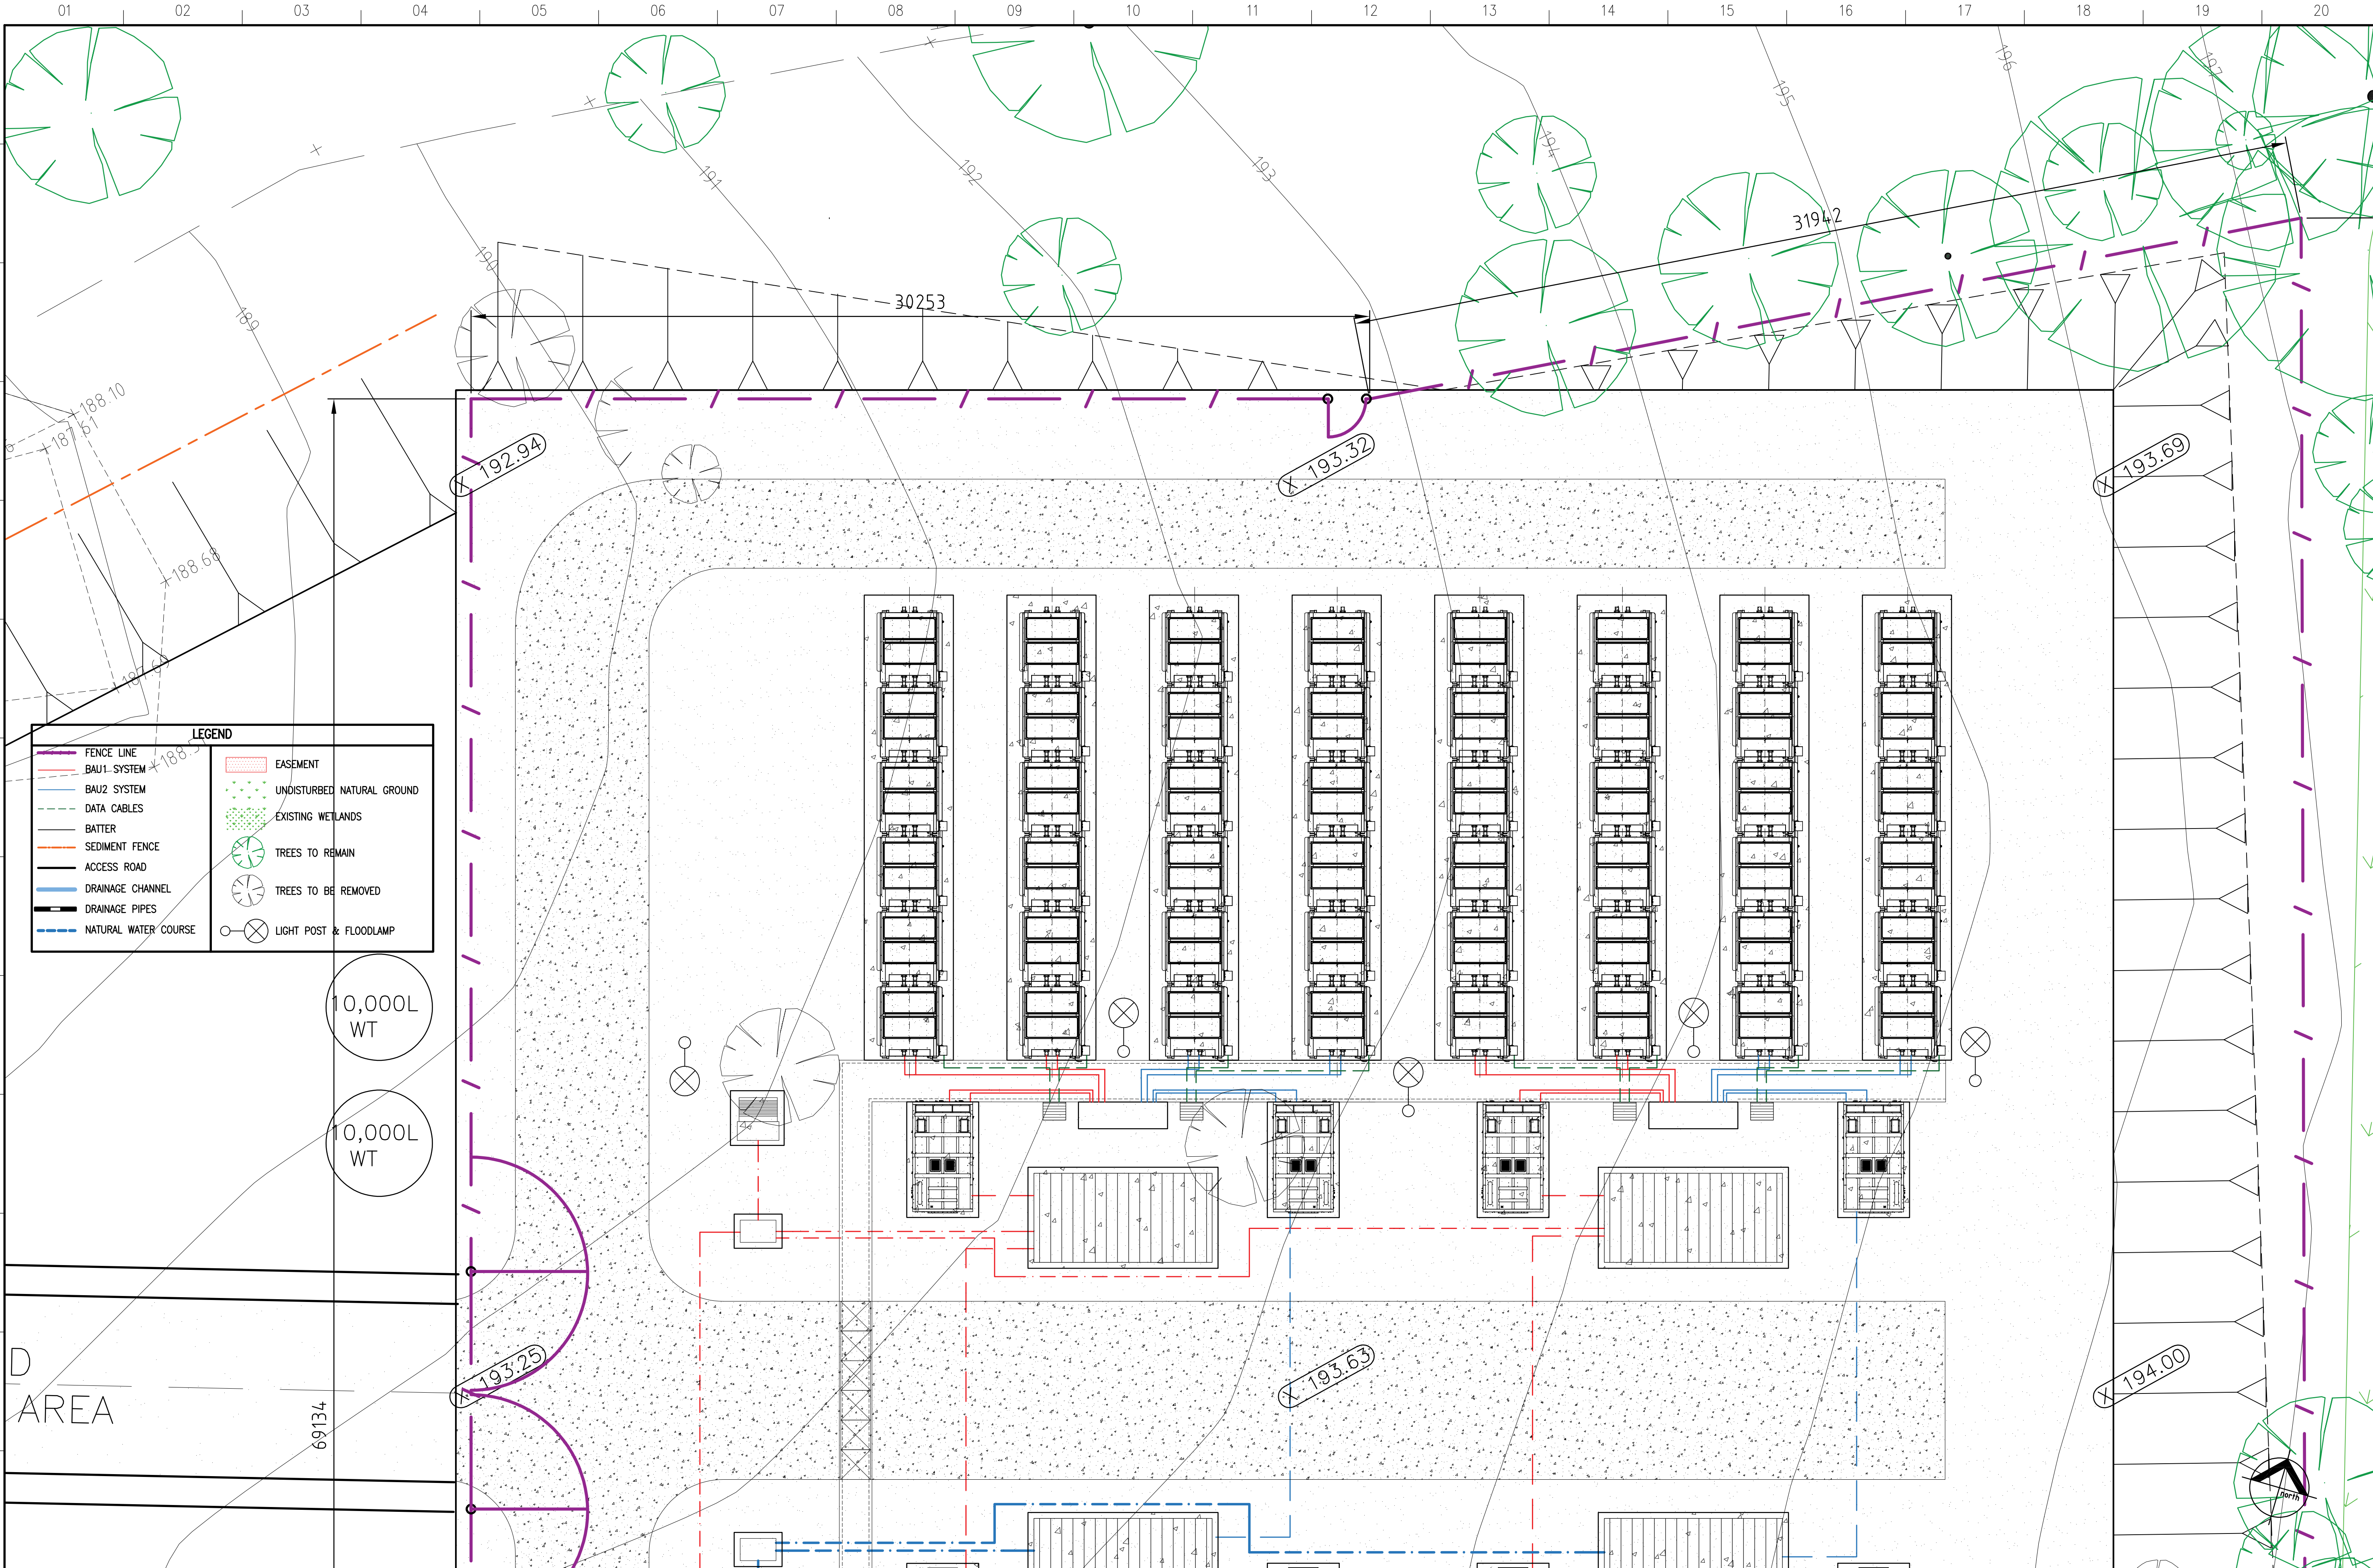 01 02 03 04 05 06 07 08 09 10 11 12 13 14 15 16 17 18 19 20
196
197
195
194
193
192
191
190
189
31942
30253
188.10
187.61
192.94
193.32
193.69
188.68
LEGEND
FENCE LINE
BAU1 SYSTEM
BAU2 SYSTEM
DATA CABLES
BATTER
SEDIMENT FENCE
ACCESS ROAD
DRAINAGE CHANNEL
DRAINAGE PIPES
NATURAL WATER COURSE
EASEMENT
UNDISTURBED NATURAL GROUND
EXISTING WETLANDS
TREES TO REMAIN
TREES TO BE REMOVED
LIGHT POST & FLOODLAMP
10,000L
WT
10,000L
WT
D
AREA
69134
193.25
193.63
194.00
north